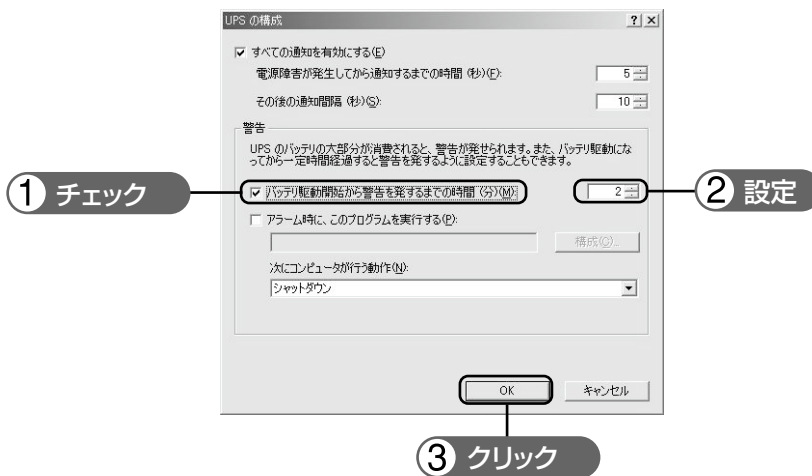 UPS の構成
すべての通知を有効にする(E)
電源障害が発生してから通知するまでの時間 (秒)(F):
5
その後の通知間隔 (秒)(S):
10
警告
UPS のバッテリの大部分が消費されると、警告が発せられます。また、バッテリ駆動にな
ってから一定時間経過すると警告を発するように設定することもできます。
① チェック
バッテリ駆動開始から警告を発するまでの時間 (分)(M):
2
② 設定
アラーム時に、このプログラムを実行する(P):
構成(C)...
次にコンピュータが行う動作(N):
シャットダウン
OK
キャンセル
③ クリック